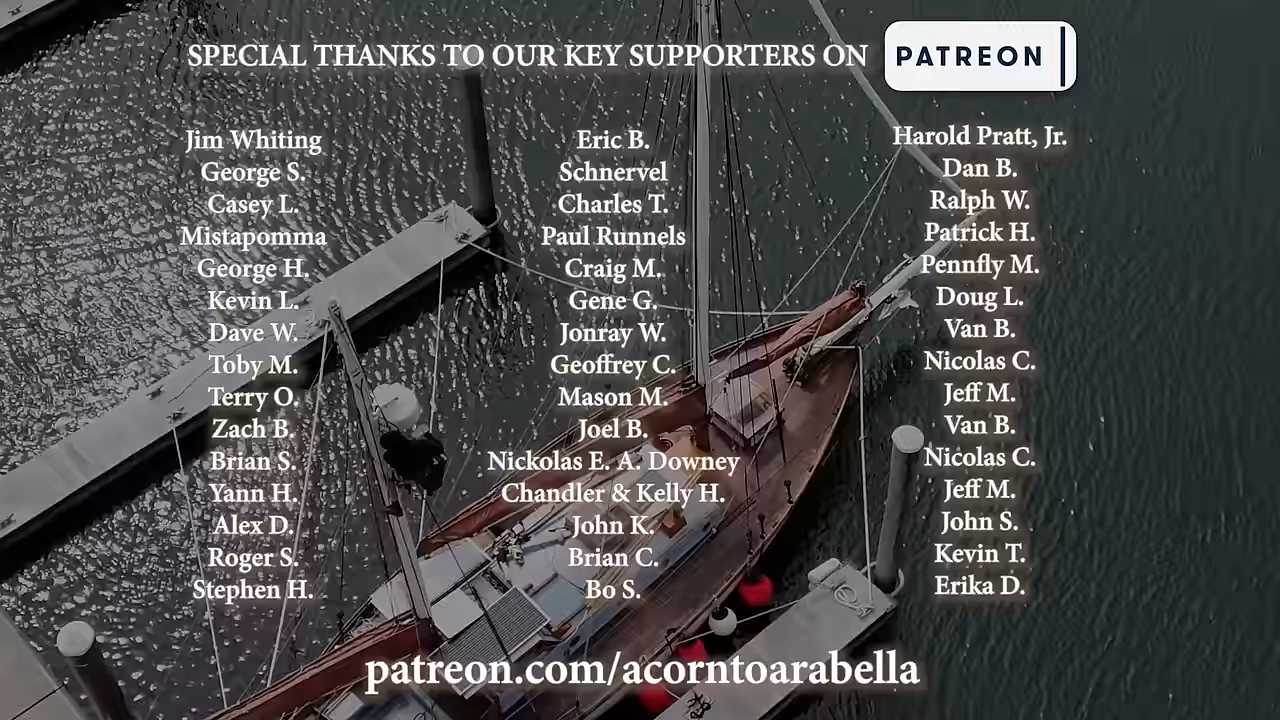 SPECIAL THANKS TO OUR KEY SUPPORTERS ON PATREON
Jim Whiting
George S.
Casey L.
Mistapomma
George H.
Kevin L.
Dave W.
Toby M.
Terry O.
Zach B.
Brian S.
Yann H.
Alex D.
Roger S.
Stephen H.
Eric B.
Schnervel
Charles T.
Paul Runnels
Craig M.
Gene G.
Jonray W.
Geoffrey C.
Mason M.
Joel B.
Nickolas E. A. Downey
Chandler & Kelly H.
John K.
Brian C.
Bo S.
Harold Pratt, Jr.
Dan B.
Ralph W.
Patrick H.
Pennfly M.
Doug L.
Van B.
Nicolas C.
Jeff M.
Van B.
Nicolas C.
Jeff M.
John S.
Kevin T.
Erika D.
patreon.com/acorntoarabella